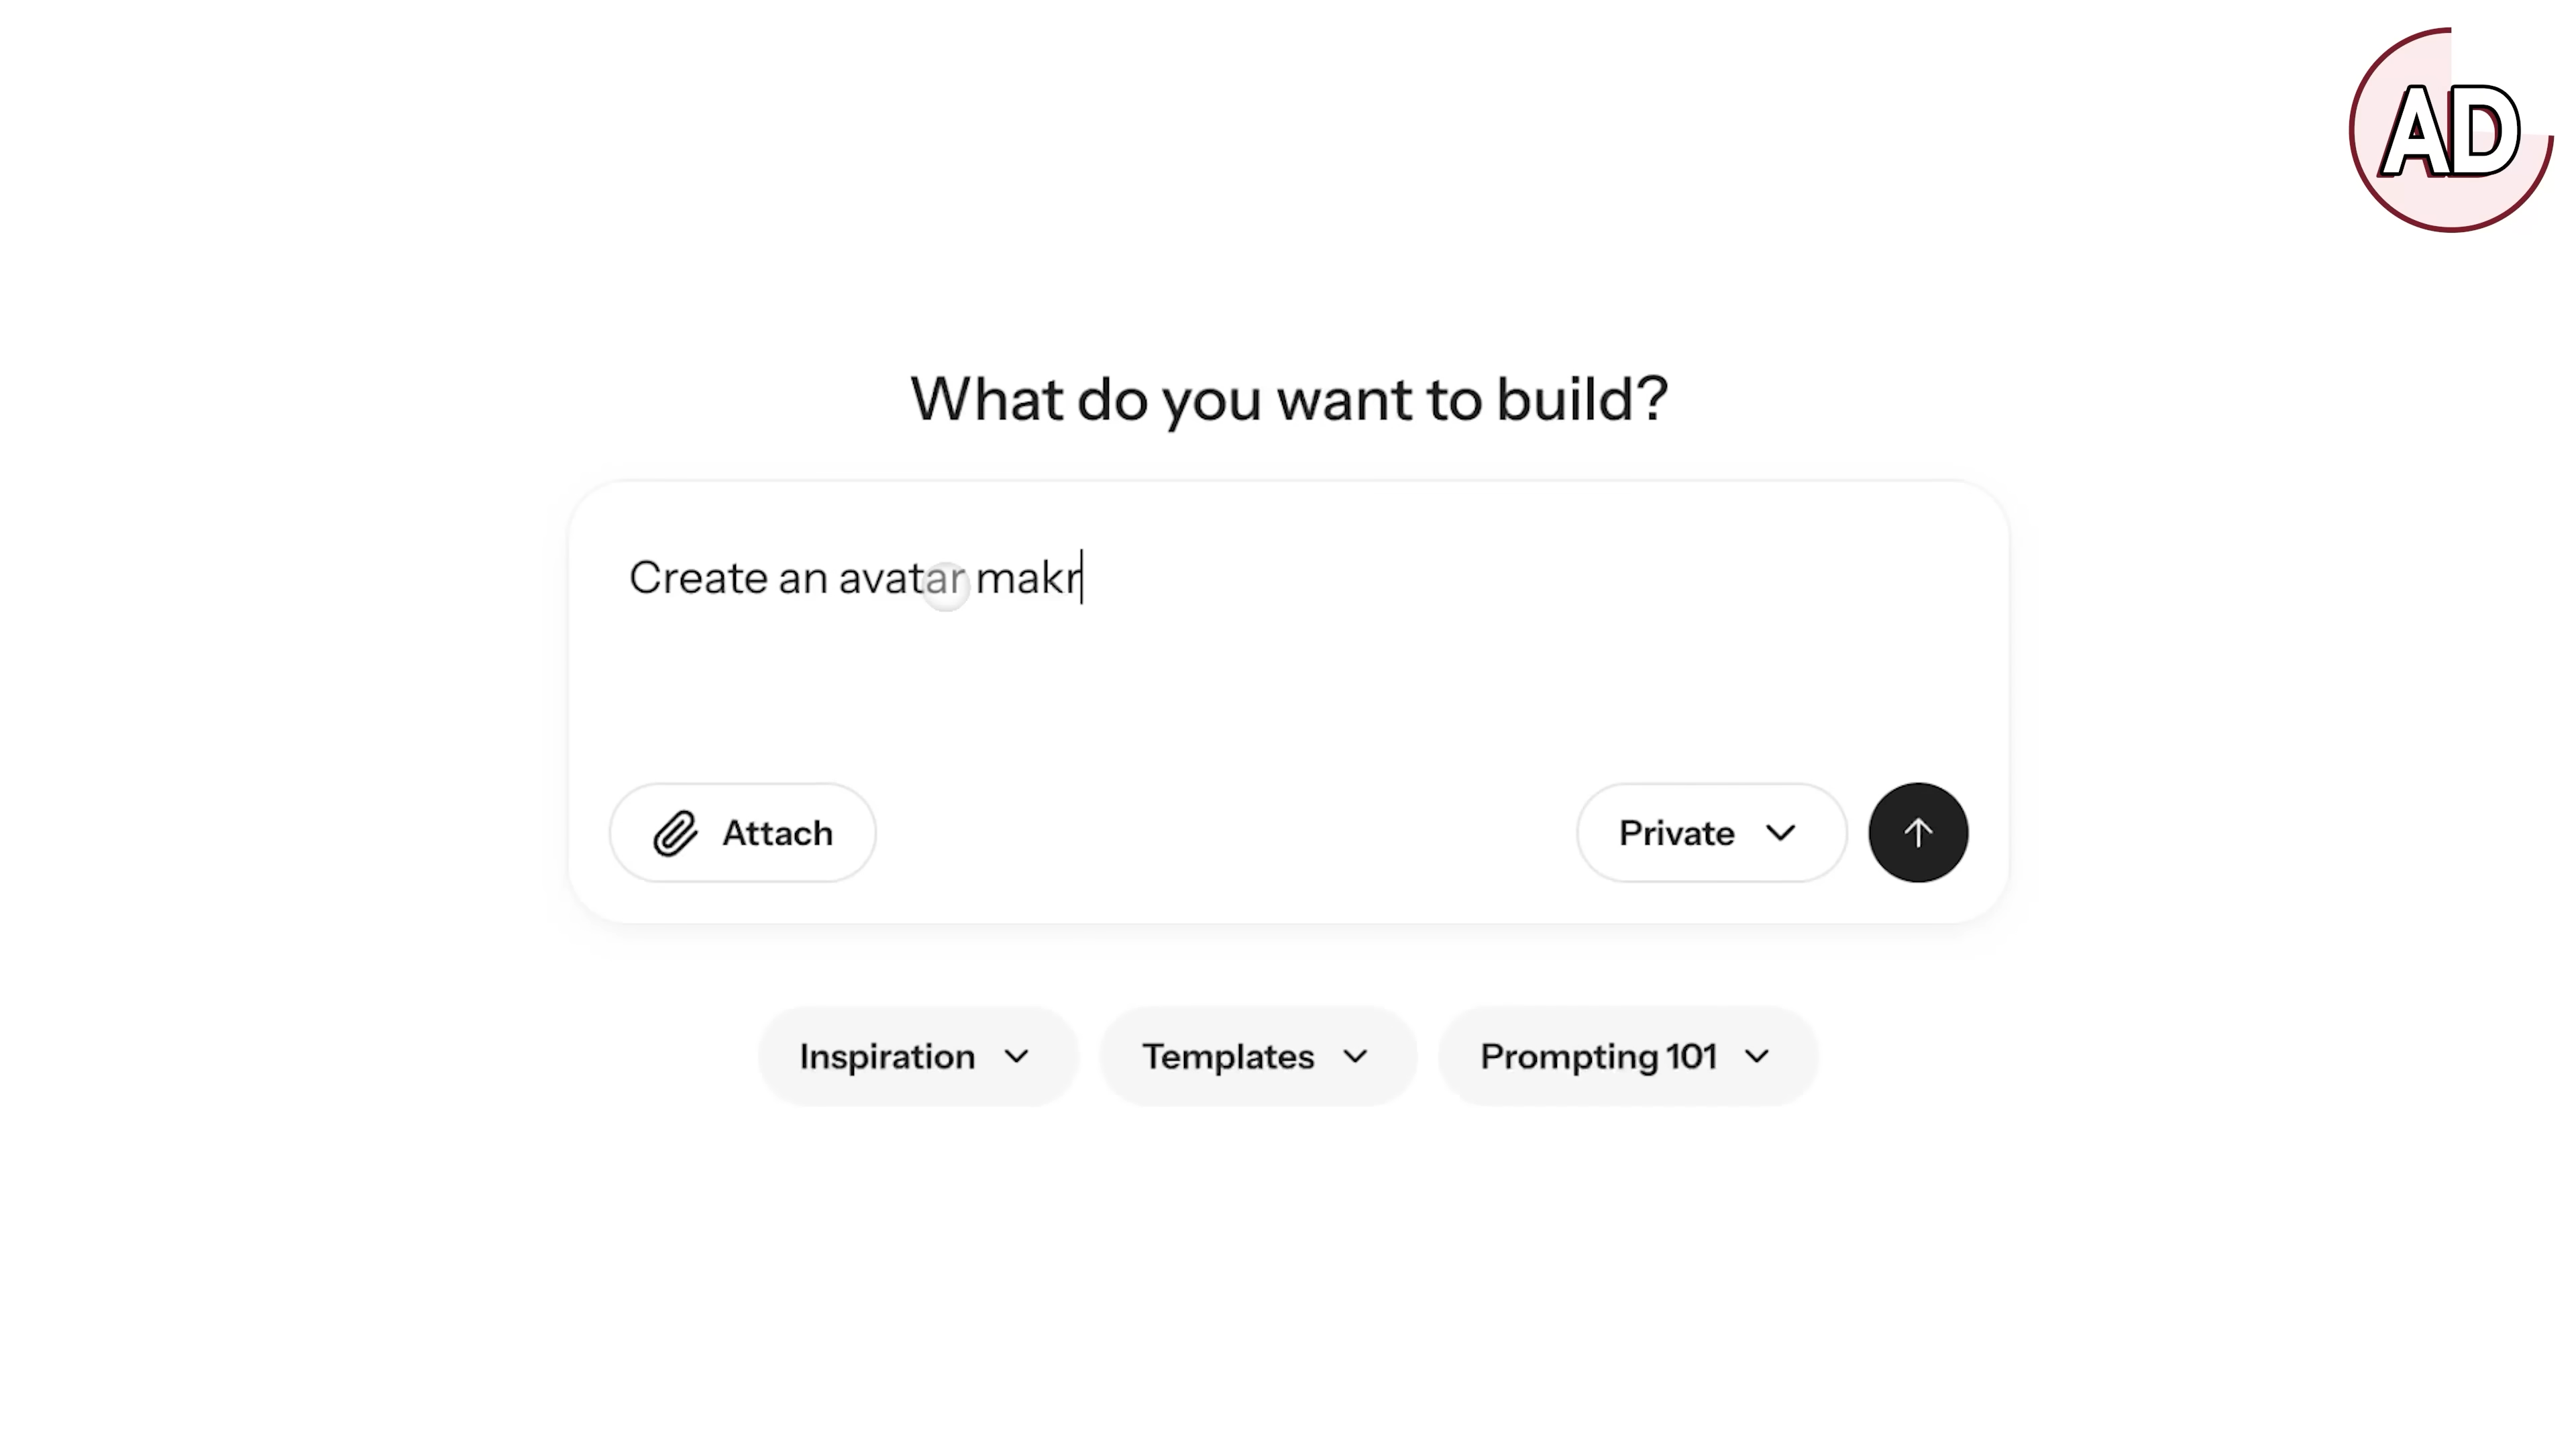 AD
What do you want to build?
Create an avatar makr
Attach
Private
Inspiration
Templates
Prompting 101